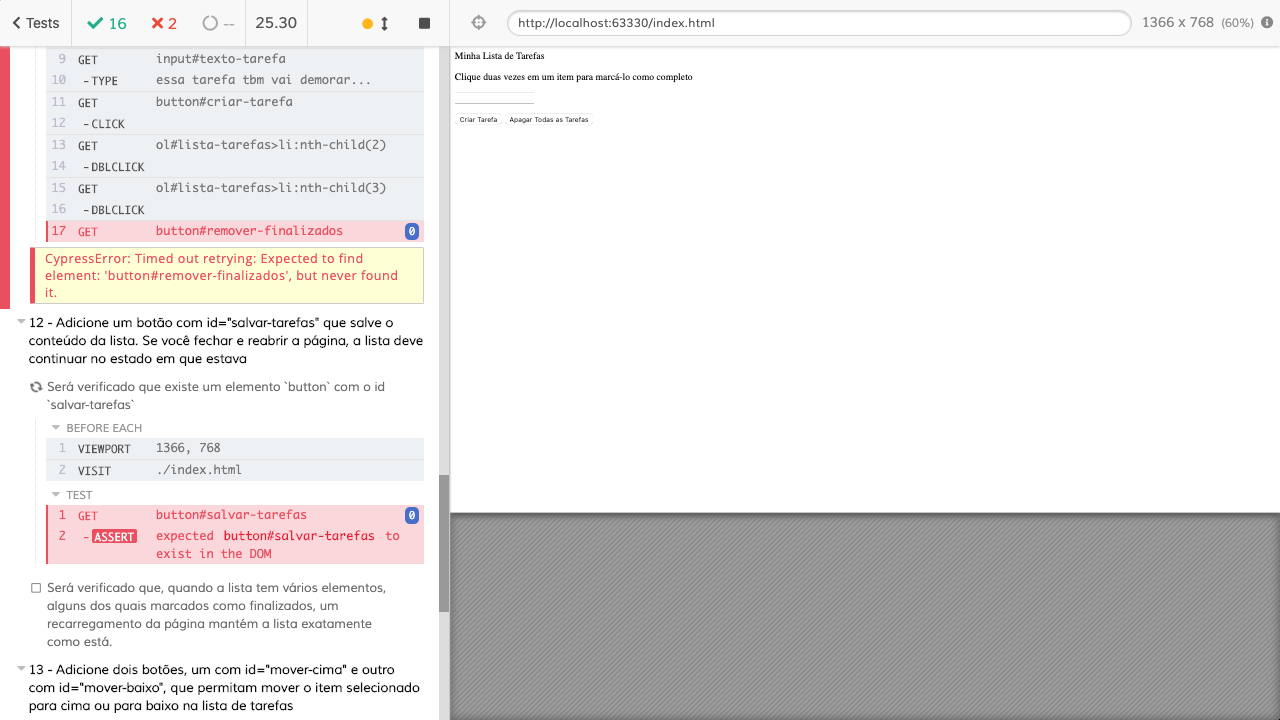 Tests 16 2 -- 25.30 http://localhost:63330/index.html 1366 x 768 (60%)
9 GET input#texto-tarefa
10 -TYPE essa tarefa tbm vai demorar...
11 GET button#criar-tarefa
12 -CLICK
13 GET ol#lista-tarefas>li:nth-child(2)
14 -DBLCLICK
15 GET ol#lista-tarefas>li:nth-child(3)
16 -DBLCLICK
17 GET button#remover-finalizados 0
CypressError: Timed out retrying: Expected to find
element: 'button#remover-finalizados', but never found
it.
12 - Adicione um botão com id="salvar-tarefas" que salve o
conteúdo da lista. Se você fechar e reabrir a página, a lista deve
continuar no estado em que estava
Será verificado que existe um elemento `button` com o id
`salvar-tarefas`
BEFORE EACH
1 VIEWPORT 1366, 768
2 VISIT ./index.html
TEST
1 GET button#salvar-tarefas 0
2 -ASSERT expected button#salvar-tarefas to
exist in the DOM
Será verificado que, quando a lista tem vários elementos,
alguns dos quais marcados como finalizados, um
recarregamento da página mantém a lista exatamente
como está.
13 - Adicione dois botões, um com id="mover-cima" e outro
com id="mover-baixo", que permitam mover o item selecionado
para cima ou para baixo na lista de tarefas
Minha Lista de Tarefas
Clique duas vezes em um item para marcá-lo como completo
Criar Tarefa Apagar Todas as Tarefas